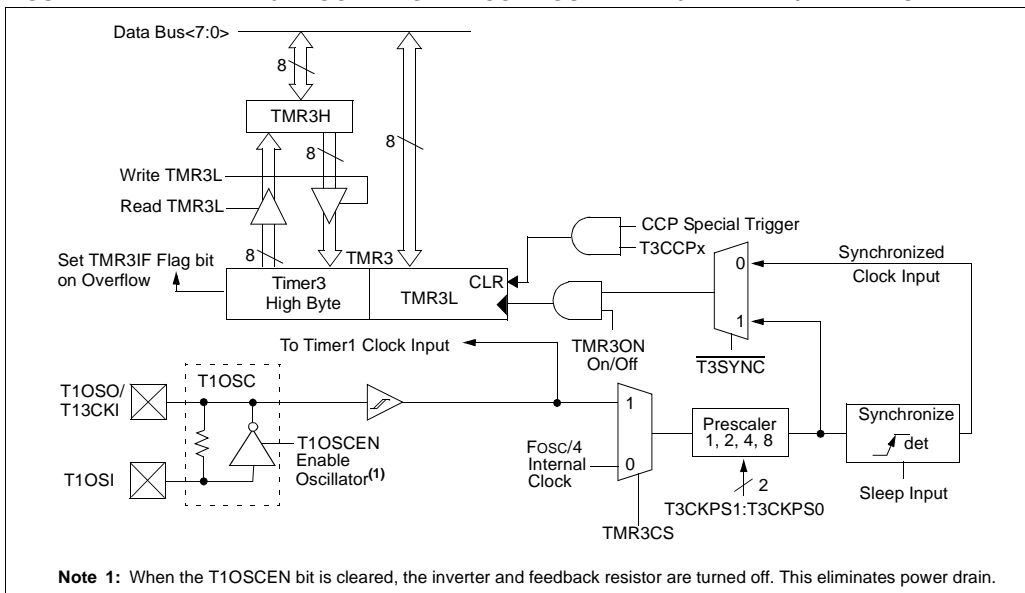 Data Bus<7:0>
8
TMR3H
8
8
Write TMR3L
Read TMR3L
CCP Special Trigger
T3CCPx
8
TMR3
Set TMR3IF Flag bit
on Overflow
Timer3
High Byte
TMR3L
CLR
0
1
Synchronized
Clock Input
TMR3ON
On/Off
T3SYNC
To Timer1 Clock Input
T1OSC
T1OSO/
T13CKI
T1OSCEN
Enable
Oscillator(1)
T1OSI
FOSC/4
Internal
Clock
1
0
TMR3CS
Prescaler
1, 2, 4, 8
2
T3CKPS1:T3CKPS0
Synchronize
det
Sleep Input
Note 1: When the T1OSCEN bit is cleared, the inverter and feedback resistor are turned off. This eliminates power drain.